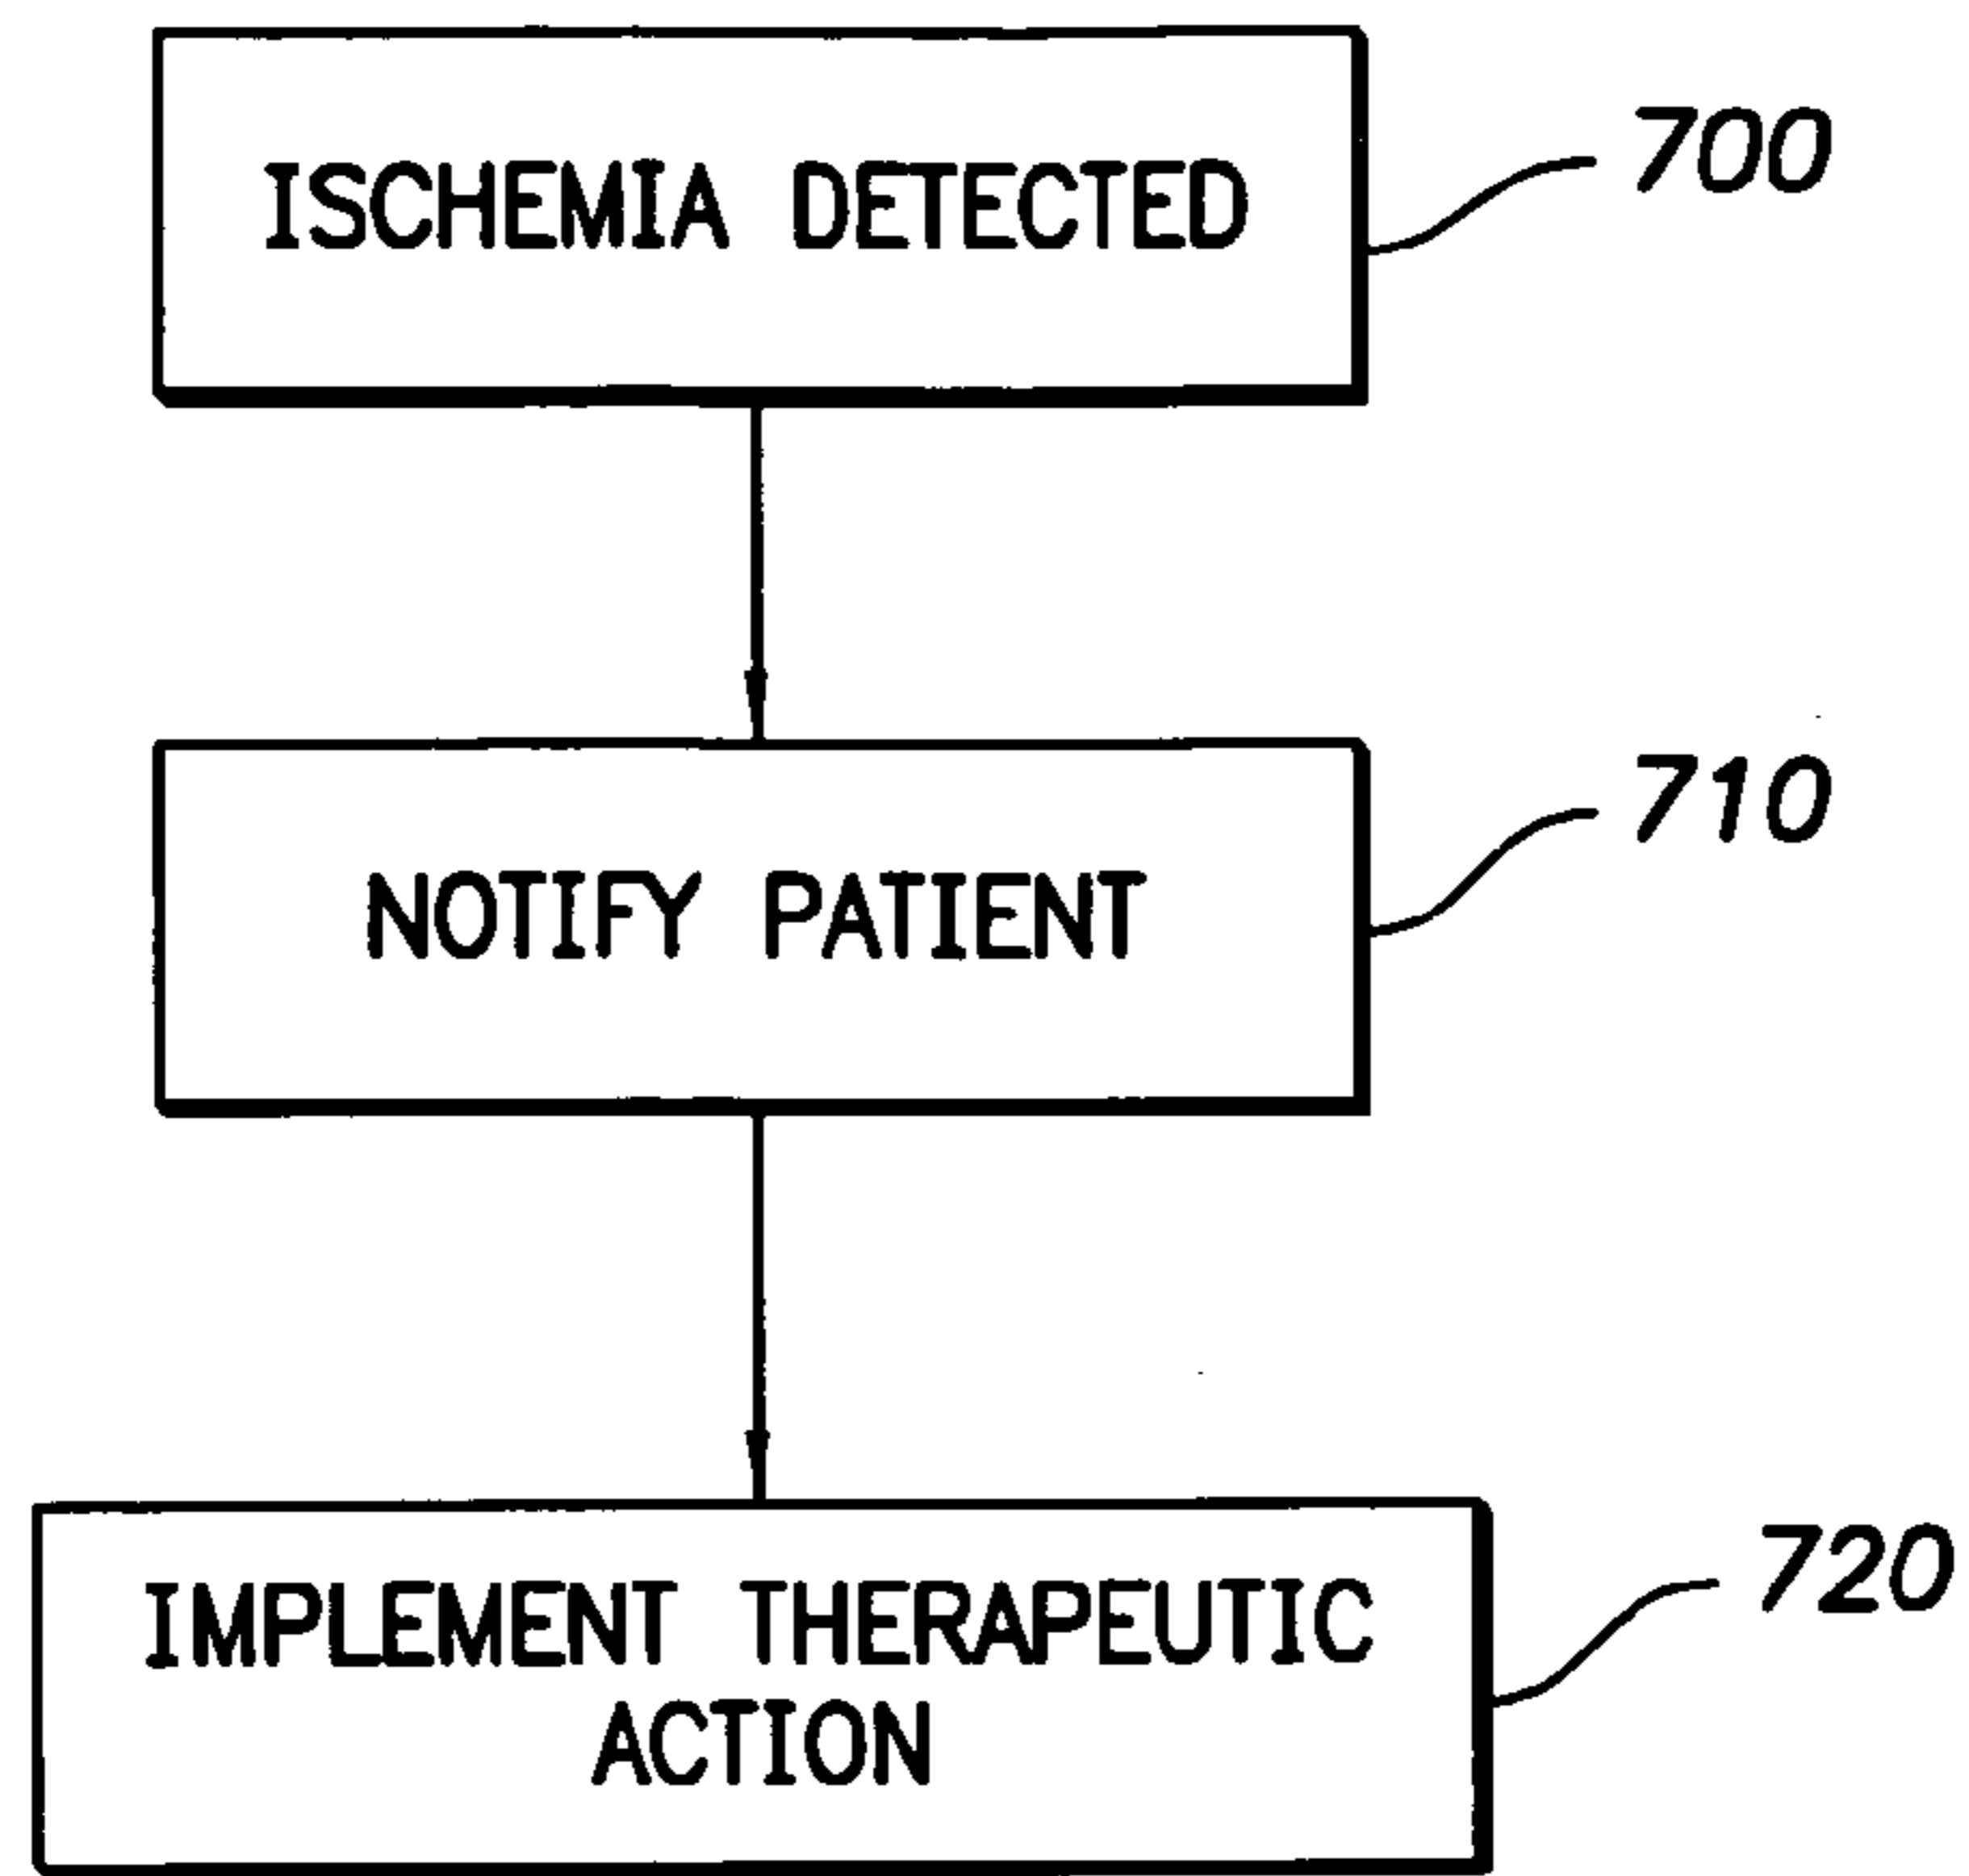 ISCHEMIA DETECTED
700
NOTIFY PATIENT
710
IMPLEMENT THERAPEUTIC
ACTION
720